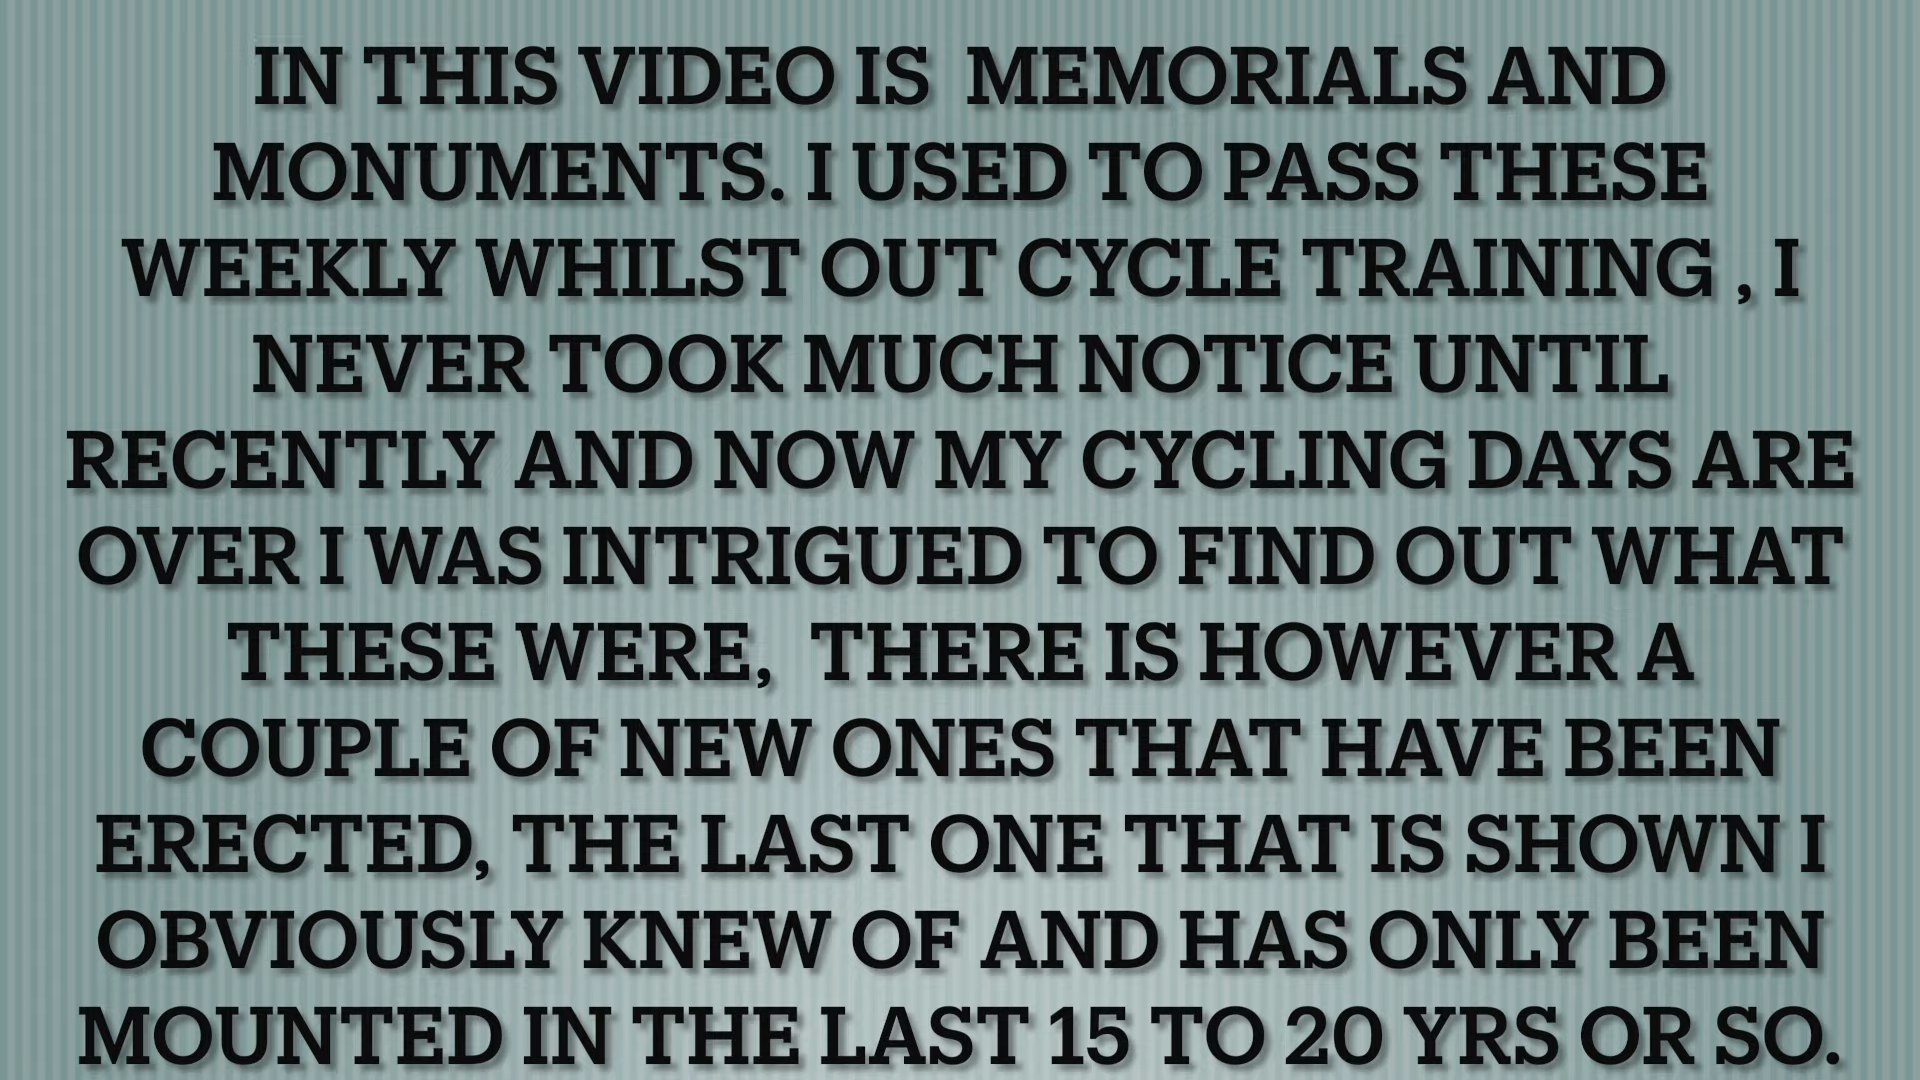 IN THIS VIDEO IS  MEMORIALS AND
MONUMENTS. I USED TO PASS THESE
WEEKLY WHILST OUT CYCLE TRAINING , I
NEVER TOOK MUCH NOTICE UNTIL
RECENTLY AND NOW MY CYCLING DAYS ARE
OVER I WAS INTRIGUED TO FIND OUT WHAT
THESE WERE,  THERE IS HOWEVER A
COUPLE OF NEW ONES THAT HAVE BEEN
ERECTED, THE LAST ONE THAT IS SHOWN I
OBVIOUSLY KNEW OF AND HAS ONLY BEEN
MOUNTED IN THE LAST 15 TO 20 YRS OR SO.